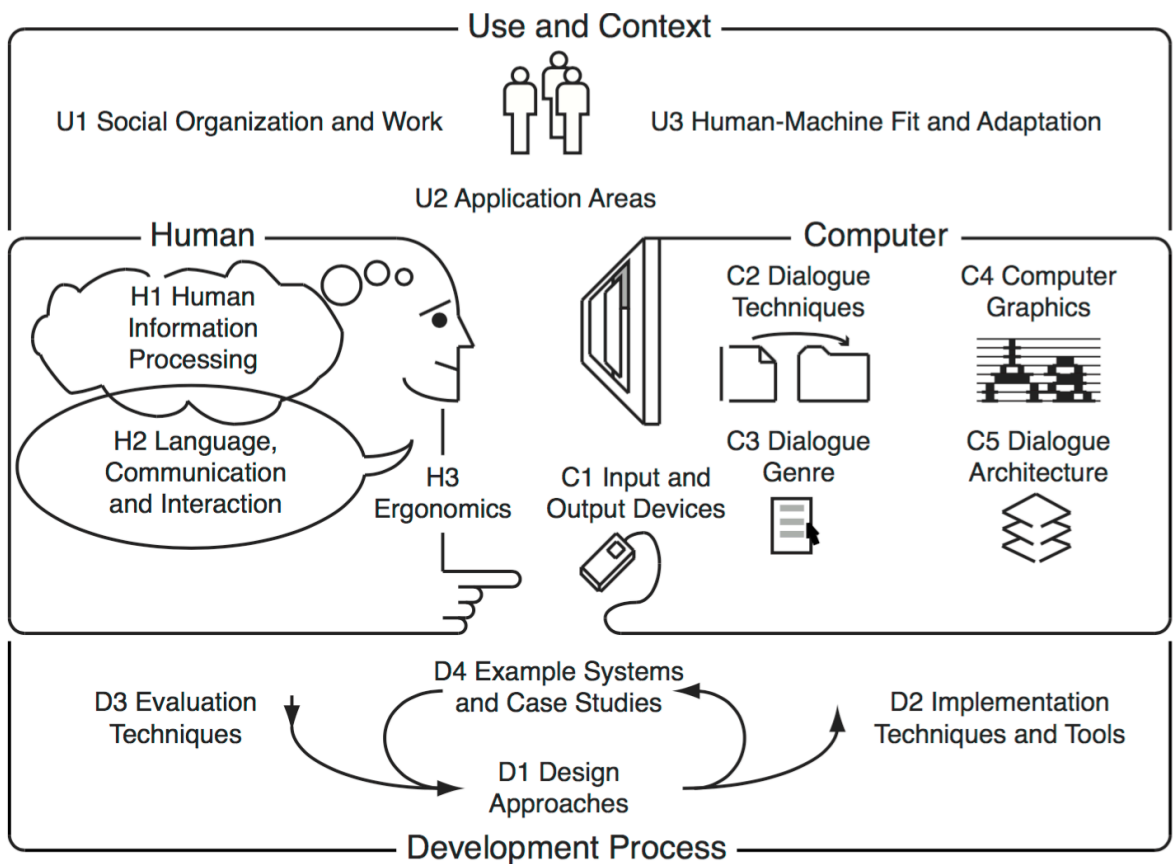 Use and Context
U1 Social Organization and Work
U3 Human-Machine Fit and Adaptation
U2 Application Areas
Human
H1 Human
Information
Processing
H2 Language,
Communication
and Interaction
H3
Ergonomics
Computer
C1 Input and
Output Devices
C2 Dialogue
Techniques
C4 Computer
Graphics
C3 Dialogue
Genre
C5 Dialogue
Architecture
D3 Evaluation
Techniques
D4 Example Systems
and Case Studies
D2 Implementation
Techniques and Tools
D1 Design
Approaches
Development Process